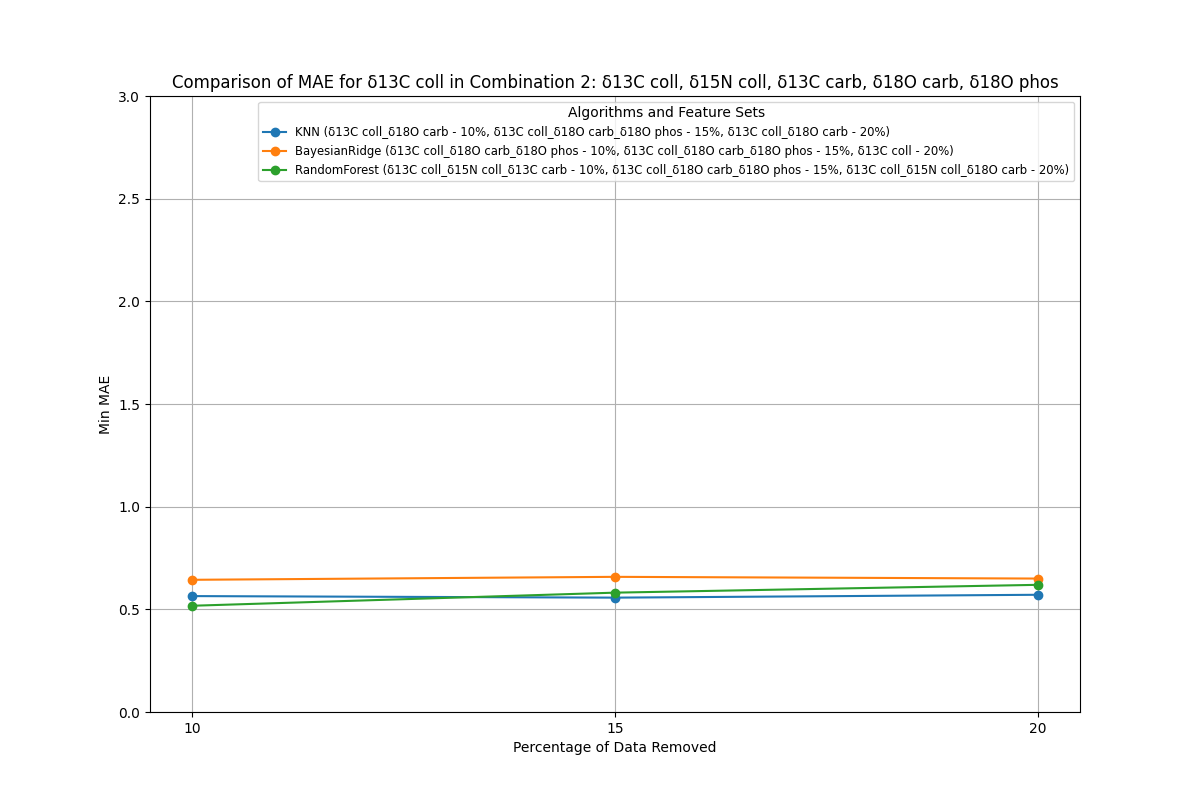 Comparison of MAE for δ13C coll in Combination 2: δ13C coll, δ15N coll, δ13C carb, δ18O carb, δ18O phos
3.0
Algorithms and Feature Sets
KNN (δ13C coll_δ18O carb - 10%, δ13C coll_δ18O carb_δ18O phos - 15%, δ13C coll_δ18O carb - 20%)
BayesianRidge (δ13C coll_δ18O carb_δ18O phos - 10%, δ13C coll_δ18O carb_δ18O phos - 15%, δ13C coll - 20%)
RandomForest (δ13C coll_δ15N coll_δ13C carb - 10%, δ13C coll_δ18O carb_δ18O phos - 15%, δ13C coll_δ15N coll_δ18O carb - 20%)
2.5
2.0
1.5
Min MAE
1.0
0.5
0.0
10 15 20
Percentage of Data Removed